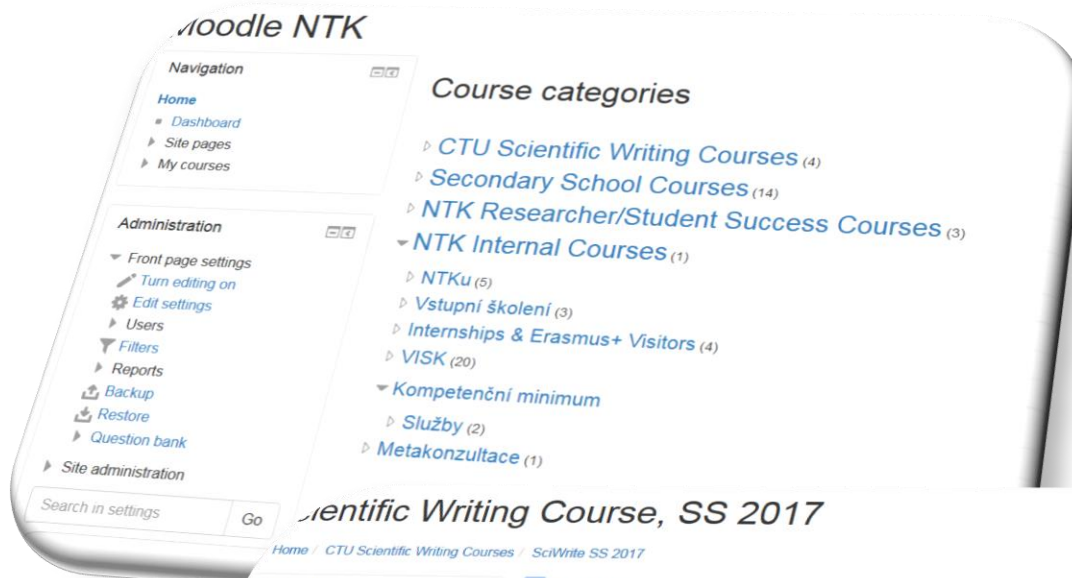 Moodle NTK
Navigation
Home
Dashboard
Site pages
My courses
Administration
Front page settings
Turn editing on
Edit settings
Users
Filters
Reports
Backup
Restore
Question bank
Site administration
Search in settings
Go
Course categories
CTU Scientific Writing Courses (4)
Secondary School Courses (14)
NTK Researcher/Student Success Courses (3)
NTK Internal Courses (1)
NTKu (5)
Vstupní školení (3)
Internships & Erasmus+ Visitors (4)
VISK (20)
Kompetenční minimum
Služby (2)
Metakonzultace (1)
Scientific Writing Course, SS 2017
Home / CTU Scientific Writing Courses / SciWrite SS 2017